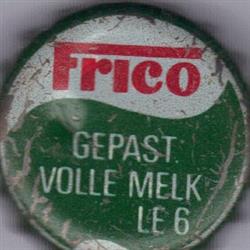 Frico
GEPAST.
VOLLE MELK
LE 6